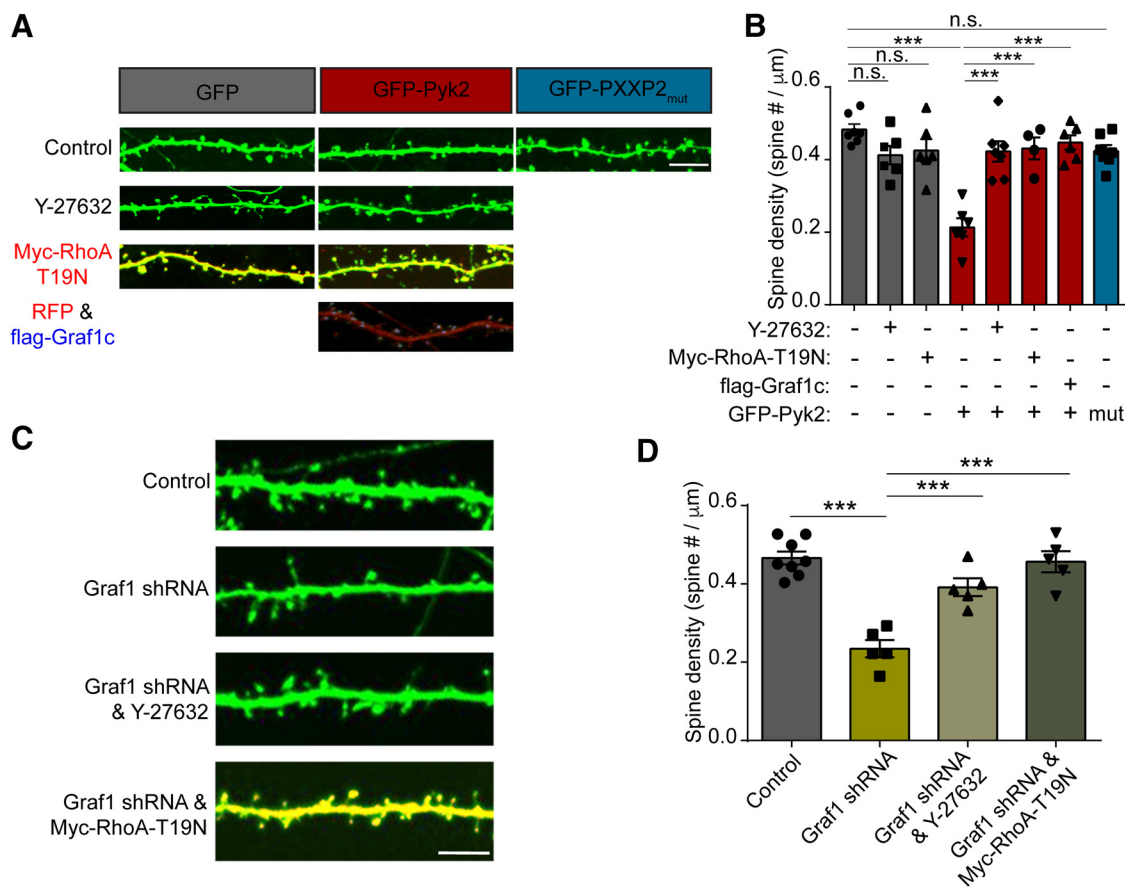 A
GFP
GFP-Pyk2
GFP-PXXP2mut
Control
Y-27632
Myc-RhoA
T19N
RFP &
flag-Graf1c
B
n.s.
***
***
n.s.
***
n.s.
***
Spine density (spine # / μm)
0.6
0.4
0.2
0.0
Y-27632: - + - - + - - -
Myc-RhoA-T19N: - - + - - + - -
flag-Graf1c: - - - - - - + -
GFP-Pyk2: - - - + + + + mut
C
Control
Graf1 shRNA
Graf1 shRNA
& Y-27632
Graf1 shRNA &
Myc-RhoA-T19N
D
***
***
***
Spine density (spine # / μm)
0.6
0.4
0.2
0.0
Control
Graf1 shRNA
Graf1 shRNA
& Y-27632
Graf1 shRNA &
Myc-RhoA-T19N